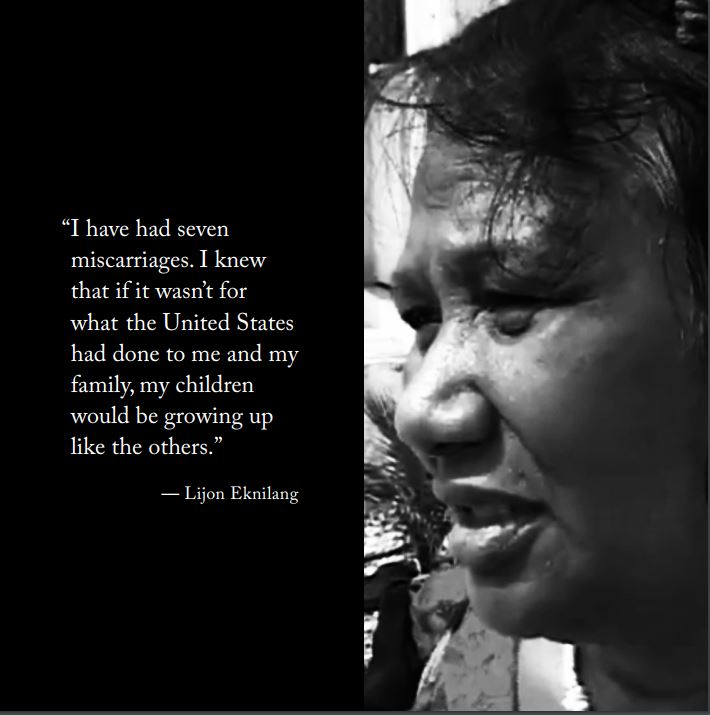 “I have had seven
miscarriages. I knew
that if it wasn’t for
what the United States
had done to me and my
family, my children
would be growing up
like the others.”
— Lijon Eknilang